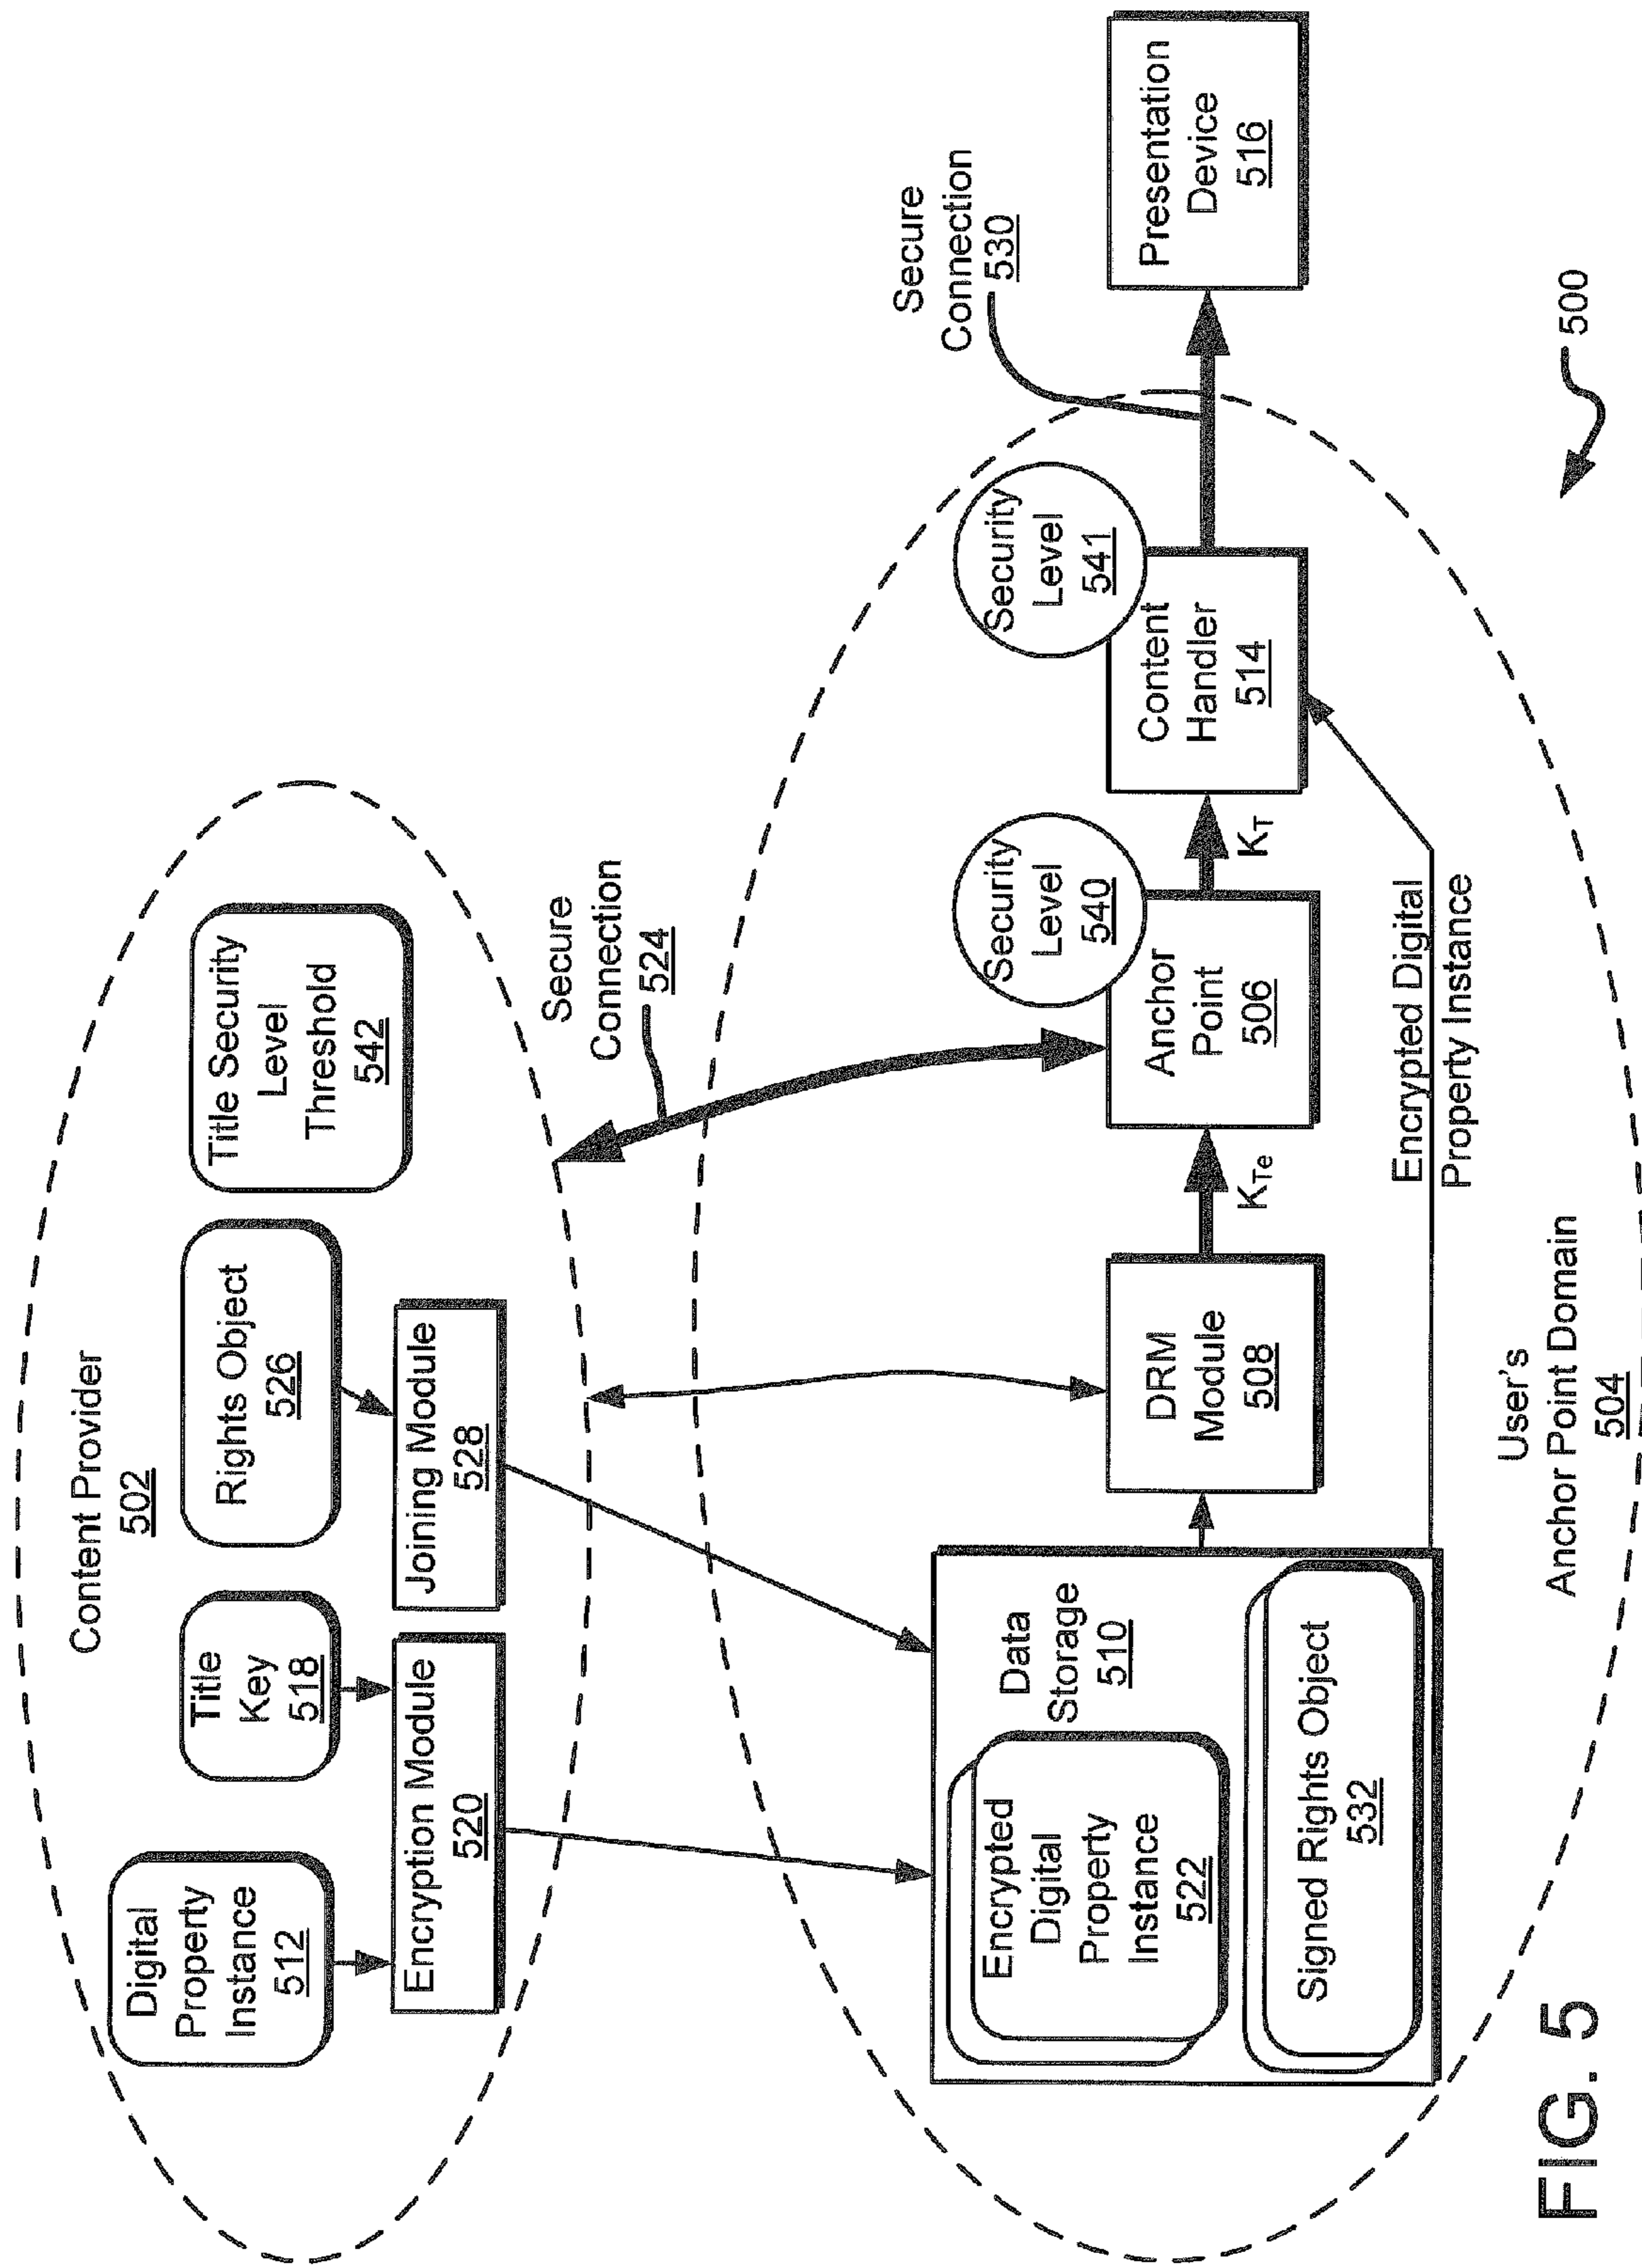 Content Provider
502
Digital
Property
Instance
512
Title
Key
518
Rights Object
526
Title Security
Level
Threshold
542
Encryption Module
520
Joining Module
528
Secure
Connection
524
Secure
Connection
530
Data
Storage
510
Encrypted
Digital
Property
Instance
522
Signed Rights Object
532
DRM
Module
508
KTe
Anchor
Point
506
Security
Level
540
KT
Content
Handler
514
Security
Level
541
Presentation
Device
516
Encrypted Digital
Property Instance
User's
Anchor Point Domain
504
500
FIG. 5